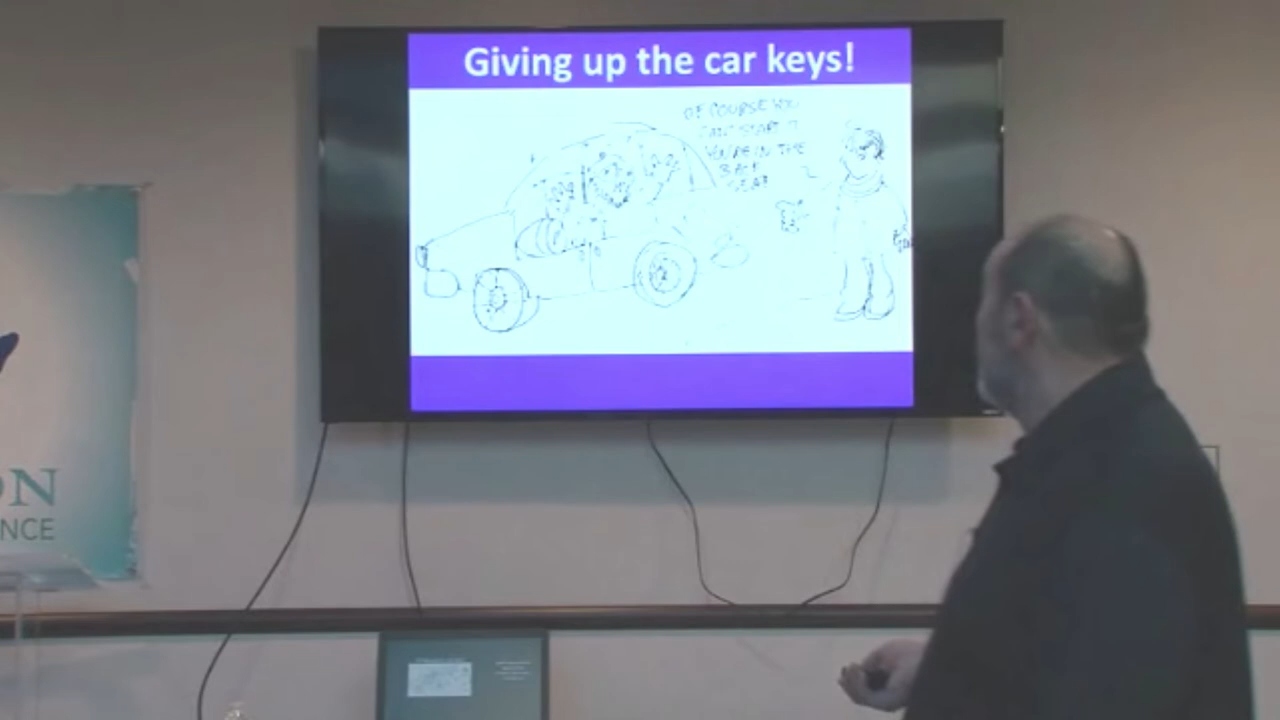 Giving up the car keys!
OF COURSE YOU
CAN'T START IT
YOU'RE IN THE
BACK
SEAT
ON
NCE